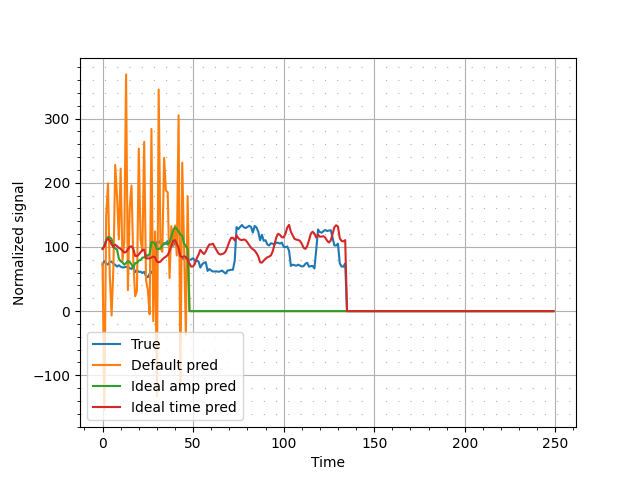 300
200
100
0
−100
Normalized signal
True
Default pred
Ideal amp pred
Ideal time pred
0 50 100 150 200 250
Time